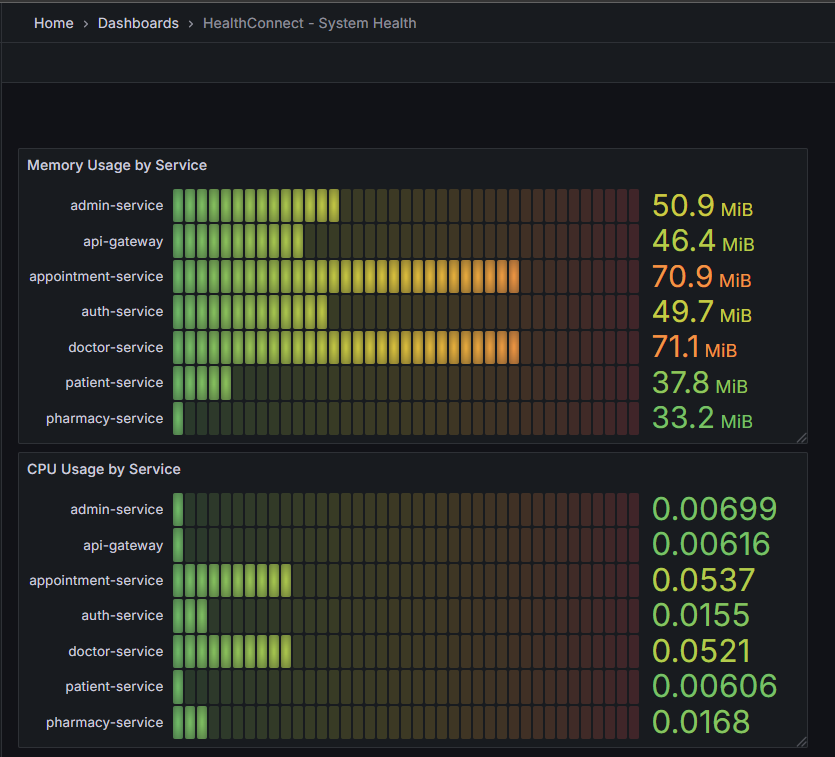 Home › Dashboards › HealthConnect - System Health
Memory Usage by Service
admin-service 50.9 MiB
api-gateway 46.4 MiB
appointment-service 70.9 MiB
auth-service 49.7 MiB
doctor-service 71.1 MiB
patient-service 37.8 MiB
pharmacy-service 33.2 MiB
CPU Usage by Service
admin-service 0.00699
api-gateway 0.00616
appointment-service 0.0537
auth-service 0.0155
doctor-service 0.0521
patient-service 0.00606
pharmacy-service 0.0168